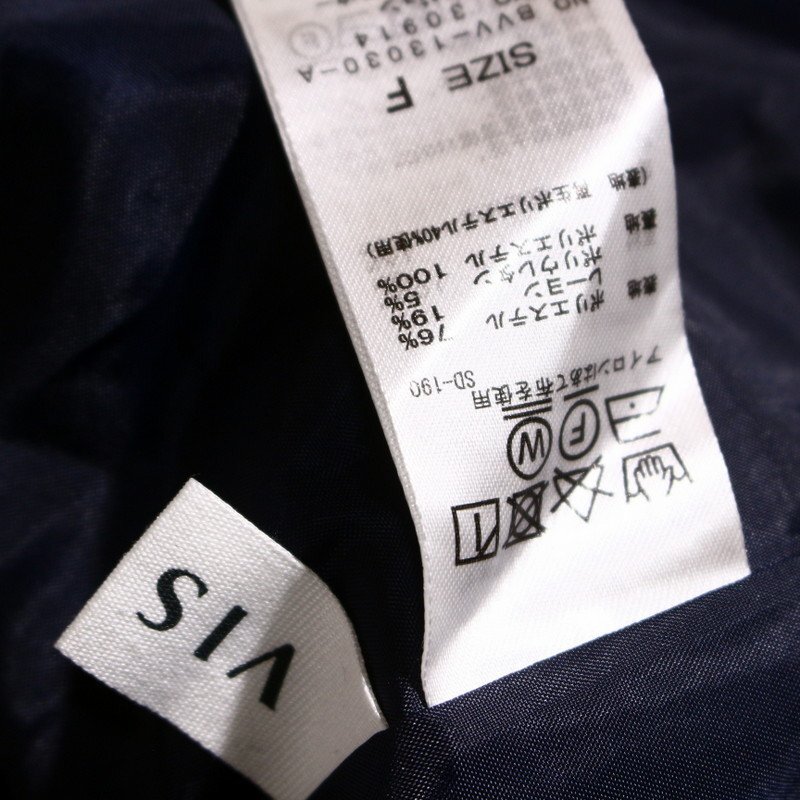 VIS
W
F
アイロンはあて布を使用
SD-190
表地 ポリエステル 76%
レーヨン 19%
ポリウレタン 5%
裏地 ポリエステル 100%
(裏地 再生ポリエステル40%使用)
SIZE F
NO BVV-13030-A
30914